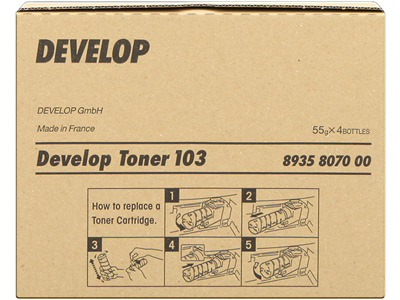 DEVELOP
DEVELOP GmbH
Made in France
55g×4BOTTLES
Develop Toner 103
8935 8070 00
How to replace a
Toner Cartridge.
1
2
3
4
5